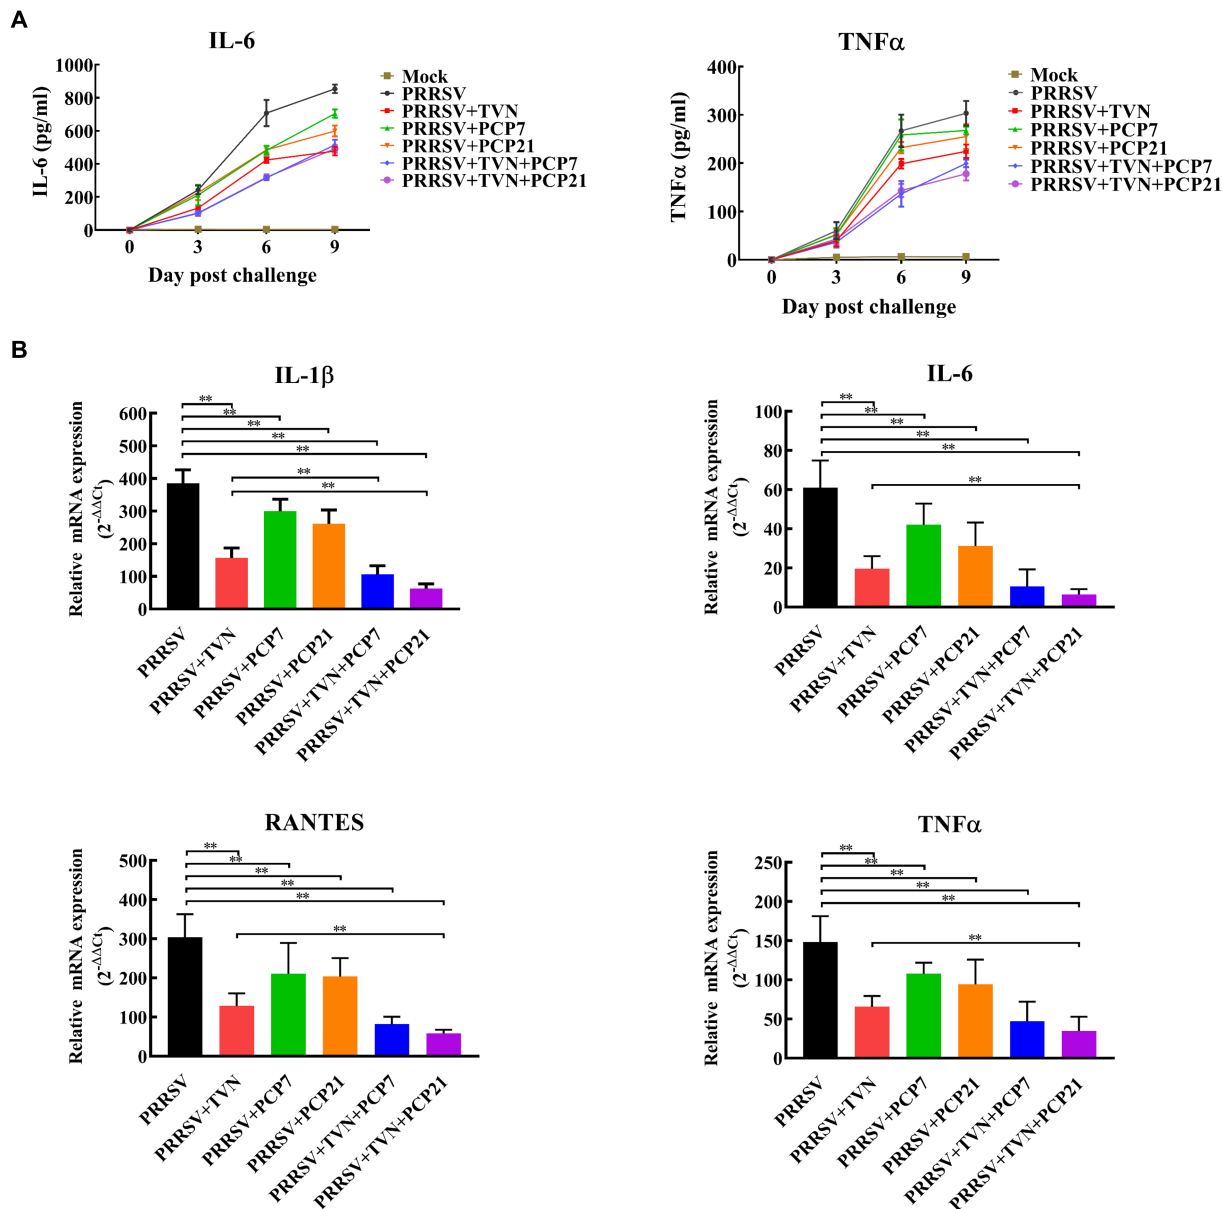 A
IL-6
IL-6 (pg/ml)
1000
800
600
400
200
0
0 3 6 9
Day post challenge
Mock
PRRSV
PRRSV+TVN
PRRSV+PCP7
PRRSV+PCP21
PRRSV+TVN+PCP7
PRRSV+TVN+PCP21
TNFα
TNFα (pg/ml)
400
300
200
100
0
0 3 6 9
Day post challenge
Mock
PRRSV
PRRSV+TVN
PRRSV+PCP7
PRRSV+PCP21
PRRSV+TVN+PCP7
PRRSV+TVN+PCP21
B
IL-1β
Relative mRNA expression
(2-ΔΔCt)
600
500
400
300
200
100
0
**
**
**
**
**
**
**
PRRSV
PRRSV+TVN
PRRSV+PCP7
PRRSV+PCP21
PRRSV+TVN+PCP7
PRRSV+TVN+PCP21
IL-6
Relative mRNA expression
(2-ΔΔCt)
100
80
60
40
20
0
**
**
**
**
**
**
PRRSV
PRRSV+TVN
PRRSV+PCP7
PRRSV+PCP21
PRRSV+TVN+PCP7
PRRSV+TVN+PCP21
RANTES
Relative mRNA expression
(2-ΔΔCt)
500
400
300
200
100
0
**
**
**
**
**
**
PRRSV
PRRSV+TVN
PRRSV+PCP7
PRRSV+PCP21
PRRSV+TVN+PCP7
PRRSV+TVN+PCP21
TNFα
Relative mRNA expression
(2-ΔΔCt)
250
200
150
100
50
0
**
**
**
**
**
**
PRRSV
PRRSV+TVN
PRRSV+PCP7
PRRSV+PCP21
PRRSV+TVN+PCP7
PRRSV+TVN+PCP21